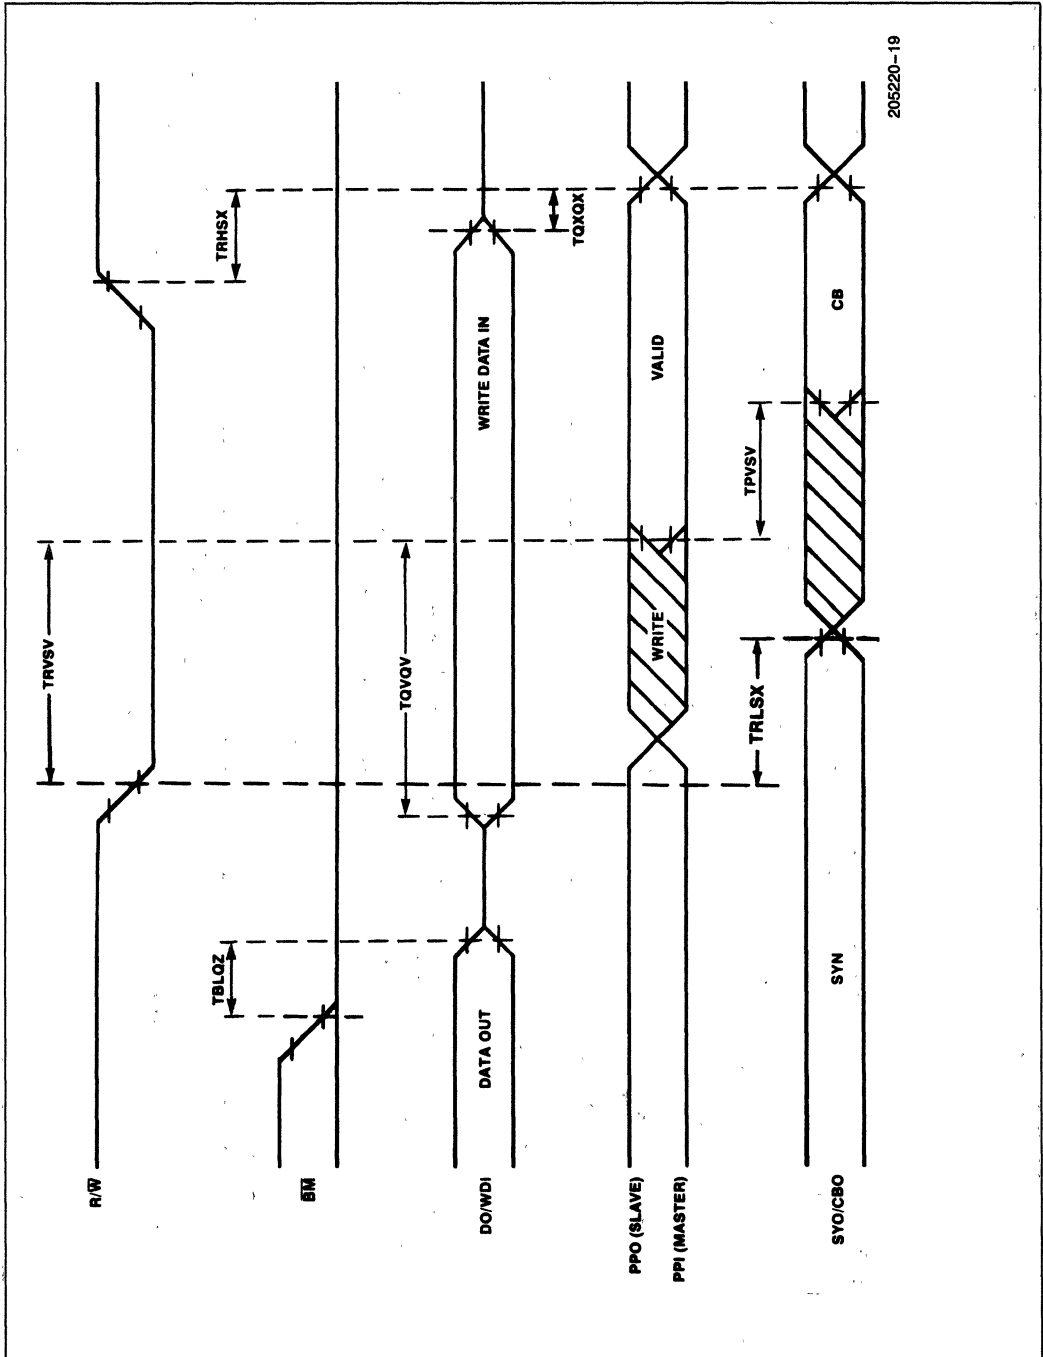 R/W
TRVSV
TRHSX
BM
TBLQZ
DO/WDI
DATA OUT
TQVQV
WRITE DATA IN
TQXQX
PPO (SLAVE)
PPI (MASTER)
WRITE
VALID
TRLSX
TPVSV
SYO/CBO
SYN
CB
205220-19